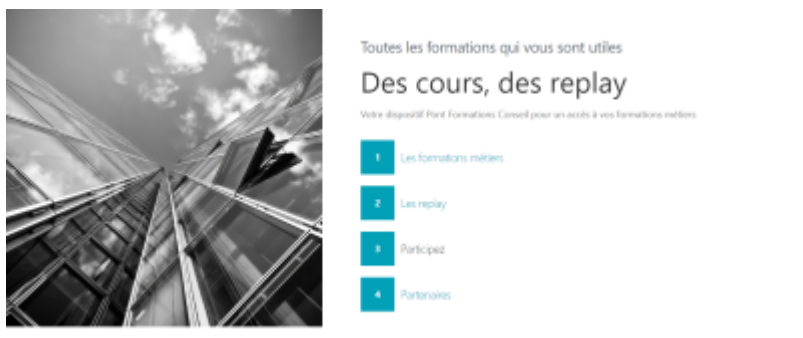 Toutes les formations qui vous sont utiles
Des cours, des replay
Votre dispositif Pont Formations Conseil pour un accès à vos formations métiers
1 Les formations métiers
2 Les replay
3 Participez
4 Partenaires